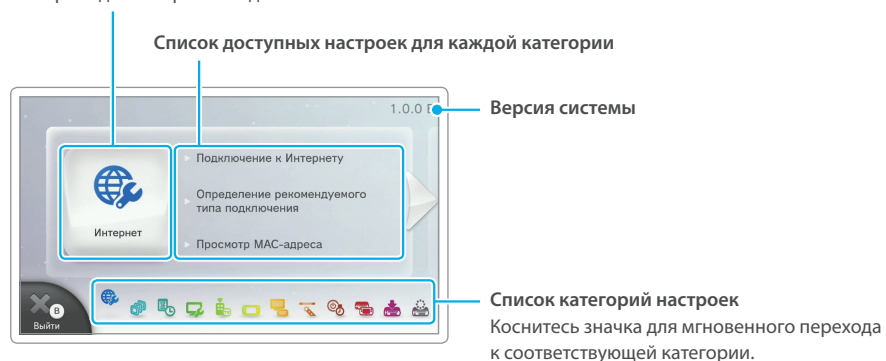 Список доступных настроек для каждой категории
1.0.0
Версия системы
Подключение к Интернету
Определение рекомендуемого
типа подключения
Интернет
Просмотр MAC-адреса
B
Выйти
Список категорий настроек
Коснитесь значка для мгновенного перехода
к соответствующей категории.